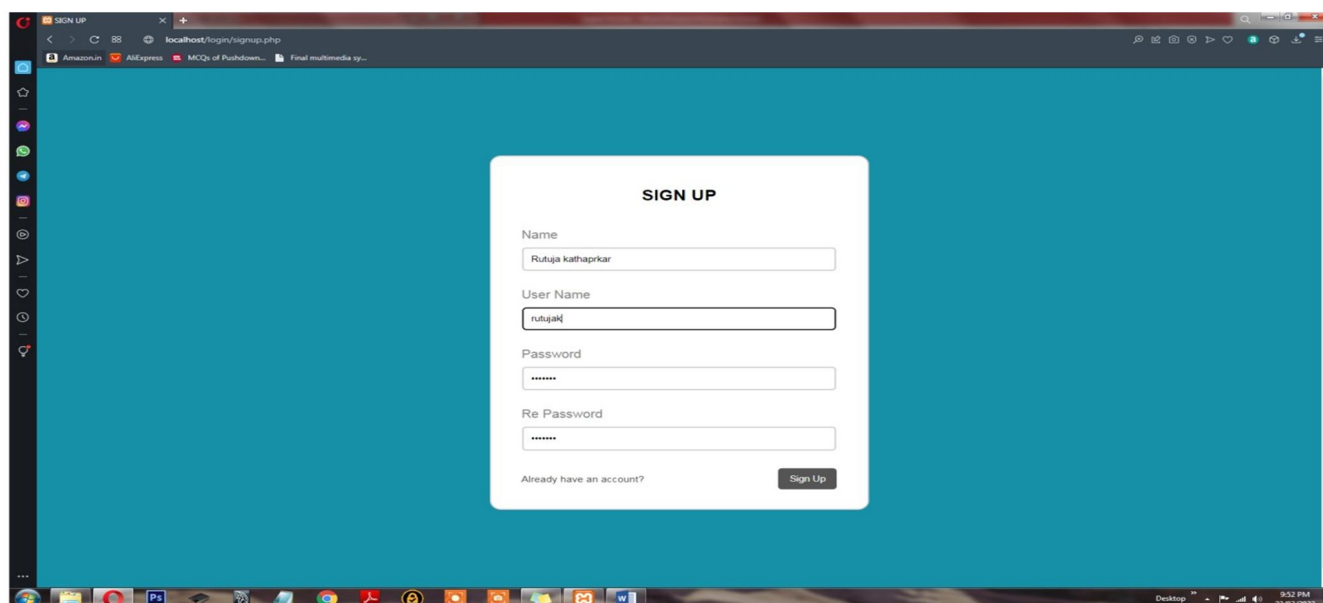 SIGN UP
localhost/login/signup.php
Amazon.in AliExpress MCQs of Pushdown... Final multimedia sy...
SIGN UP
Name
Rutuja kathaprkar
User Name
rutujak
Password
•••••••
Re Password
•••••••
Already have an account? Sign Up
Desktop 9:52 PM